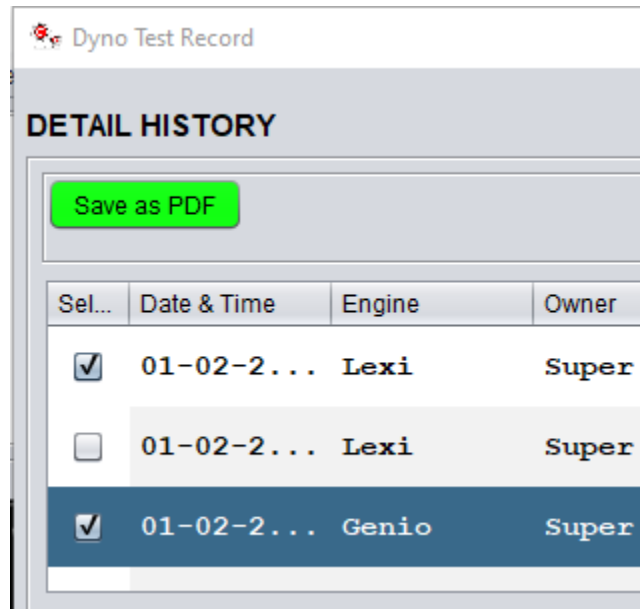 Dyno Test Record
DETAIL HISTORY
Save as PDF
Sel... Date & Time Engine Owner
01-02-2... Lexi Super
01-02-2... Lexi Super
01-02-2... Genio Super